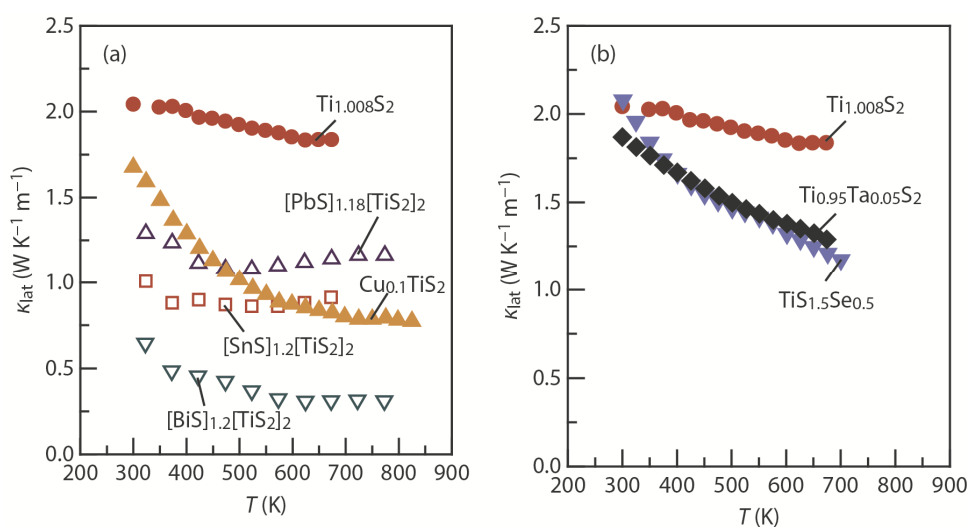 (a)
Ti1.008S2
[PbS]1.18[TiS2]2
Cu0.1TiS2
[SnS]1.2[TiS2]2
[BiS]1.2[TiS2]2
κlat (W K−1 m−1)
2.5
2.0
1.5
1.0
0.5
0.0
200 300 400 500 600 700 800 900
T (K)
(b)
Ti1.008S2
Ti0.95Ta0.05S2
TiS1.5Se0.5
κlat (W K−1 m−1)
2.5
2.0
1.5
1.0
0.5
0.0
200 300 400 500 600 700 800 900
T (K)